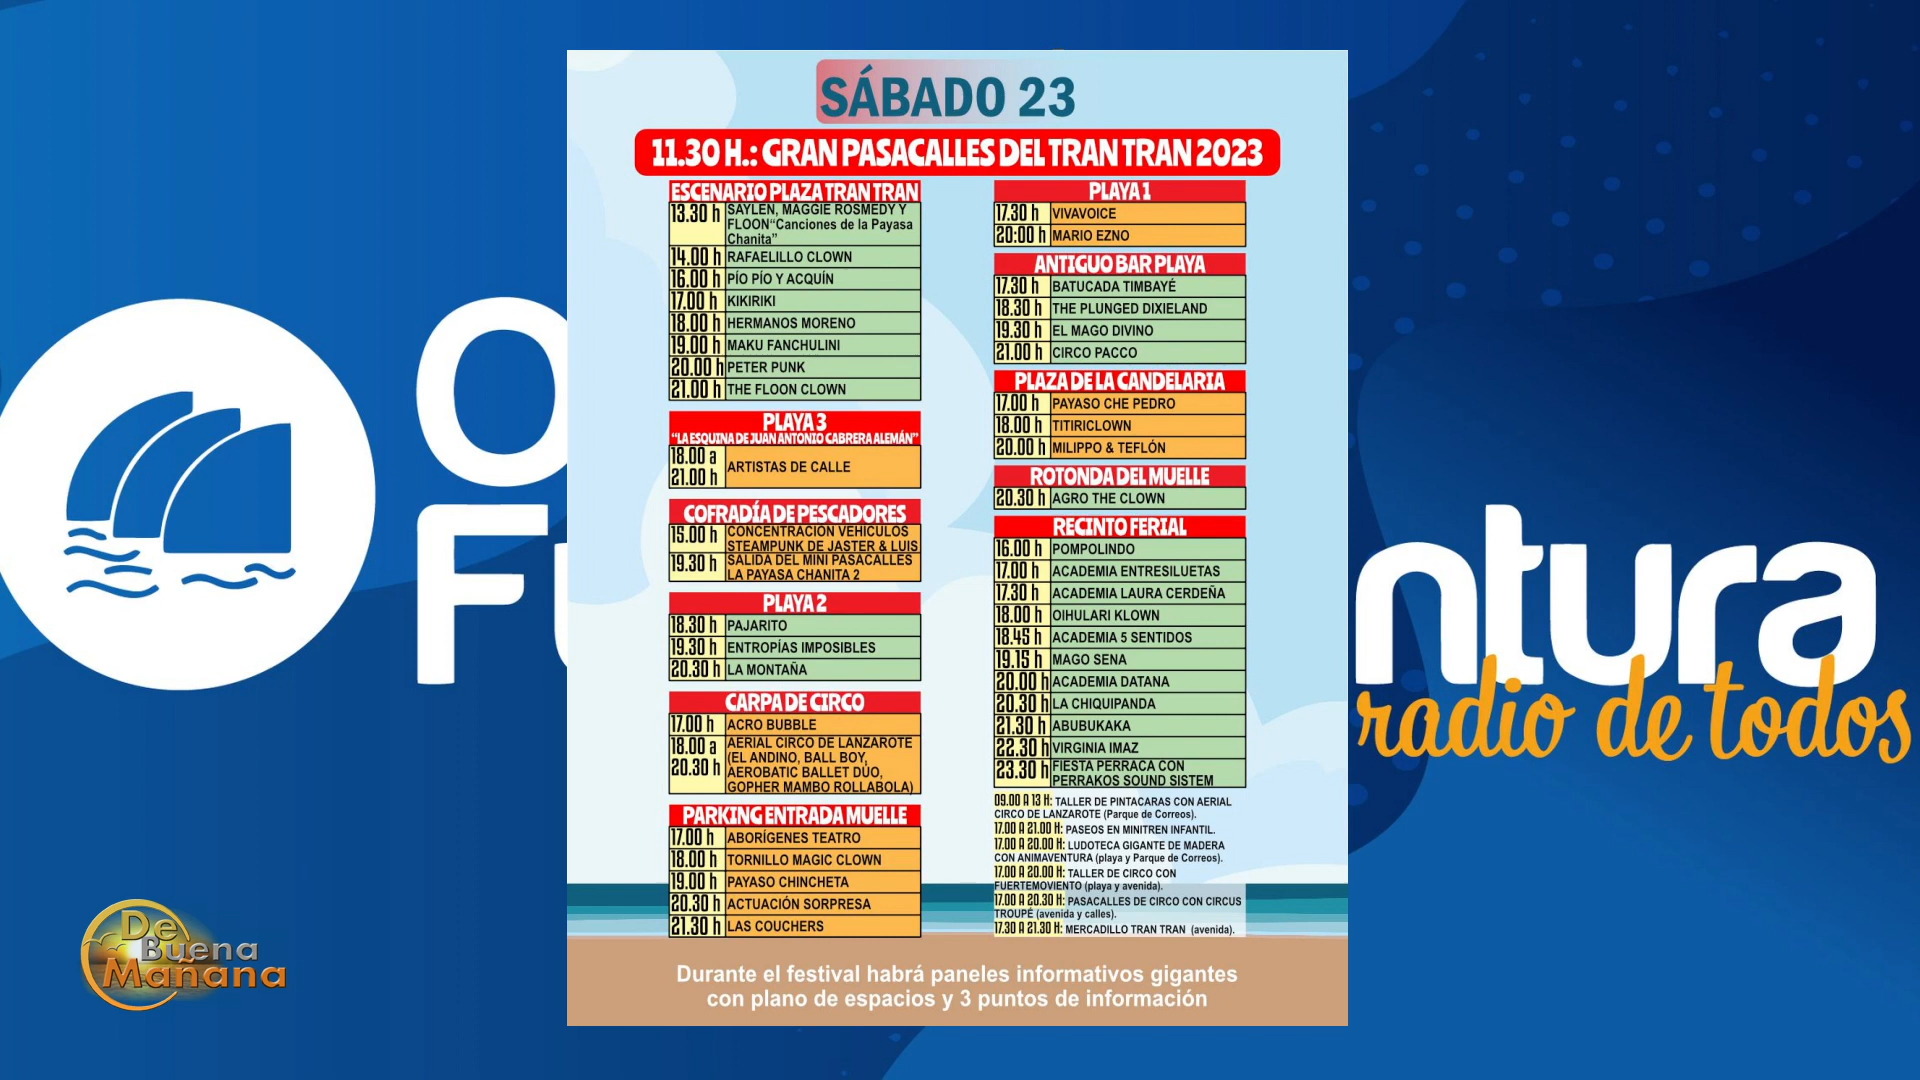 SÁBADO 23
11.30 H.: GRAN PASACALLES DEL TRAN TRAN 2023
ESCENARIO PLAZA TRAN TRAN
13.30 h SAYLEN, MAGGIE ROSMEDY Y
FLOON“Canciones de la Payasa
Chanita”
14.00 h RAFAELILLO CLOWN
16.00 h PÍO PÍO Y ACQUÍN
17.00 h KIKIRIKI
18.00 h HERMANOS MORENO
19.00 h MAKU FANCHULINI
20.00 h PETER PUNK
21.00 h THE FLOON CLOWN
PLAYA 3
“LA ESQUINA DE JUAN ANTONIO CABRERA ALEMÁN”
18.00 a
21.00 h ARTISTAS DE CALLE
COFRADÍA DE PESCADORES
15.00 h CONCENTRACIÓN VEHICULOS
STEAMPUNK DE JASTER & LUIS
19.30 h SALIDA DEL MINI PASACALLES
LA PAYASA CHANITA 2
PLAYA 2
18.30 h PAJARITO
19.30 h ENTROPÍAS IMPOSIBLES
20.30 h LA MONTAÑA
CARPA DE CIRCO
17.00 h ACRO BUBBLE
18.00 a AERIAL CIRCO DE LANZAROTE
(EL ANDINO, BALL BOY,
20.30 h AEROBATIC BALLET DÚO,
GOPHER MAMBO ROLLABOLA)
PARKING ENTRADA MUELLE
17.00 h ABORÍGENES TEATRO
18.00 h TORNILLO MAGIC CLOWN
19.00 h PAYASO CHINCHETA
20.30 h ACTUACIÓN SORPRESA
21.30 h LAS COUCHERS
PLAYA 1
17.30 h VIVAVOICE
20:00 h MARIO EZNO
ANTIGUO BAR PLAYA
17.30 h BATUCADA TIMBAYÉ
18.30 h THE PLUNGED DIXIELAND
19.30 h EL MAGO DIVINO
21.00 h CIRCO PACCO
PLAZA DE LA CANDELARIA
17.00 h PAYASO CHE PEDRO
18.00 h TITIRICLOWN
20.00 h MILIPPO & TEFLÓN
ROTONDA DEL MUELLE
20.30 h AGRO THE CLOWN
RECINTO FERIAL
16.00 h POMPOLINDO
17.00 h ACADEMIA ENTRESILUETAS
17.30 h ACADEMIA LAURA CERDEÑA
18.00 h OIHULARI KLOWN
18.45 h ACADEMIA 5 SENTIDOS
19.15 h MAGO SENA
20.00 h ACADEMIA DATANA
20.30 h LA CHIQUIPANDA
21.30 h ABUBUKAKA
22.30 h VIRGINIA IMAZ
23.30 h FIESTA PERRACA CON
PERRAKOS SOUND SISTEM
09.00 A 13 H: TALLER DE PINTACARAS CON AERIAL
CIRCO DE LANZAROTE (Parque de Correos).
17.00 A 21.00 H: PASEOS EN MINITREN INFANTIL.
17.00 A 20.00 H: LUDOTECA GIGANTE DE MADERA
CON ANIMAVENTURA (playa y Parque de Correos).
17.00 A 20.00 H: TALLER DE CIRCO CON
FUERTEMOVIENTO (playa y avenida).
17.00 A 20.30 H: PASACALLES DE CIRCO CON CIRCUS
TROUPÉ (avenida y calles).
17.30 A 21.30 H: MERCADILLO TRAN TRAN (avenida).
Durante el festival habrá paneles informativos gigantes
con plano de espacios y 3 puntos de información
O
F
ntura
radio de todos
De
Buena
Mañana